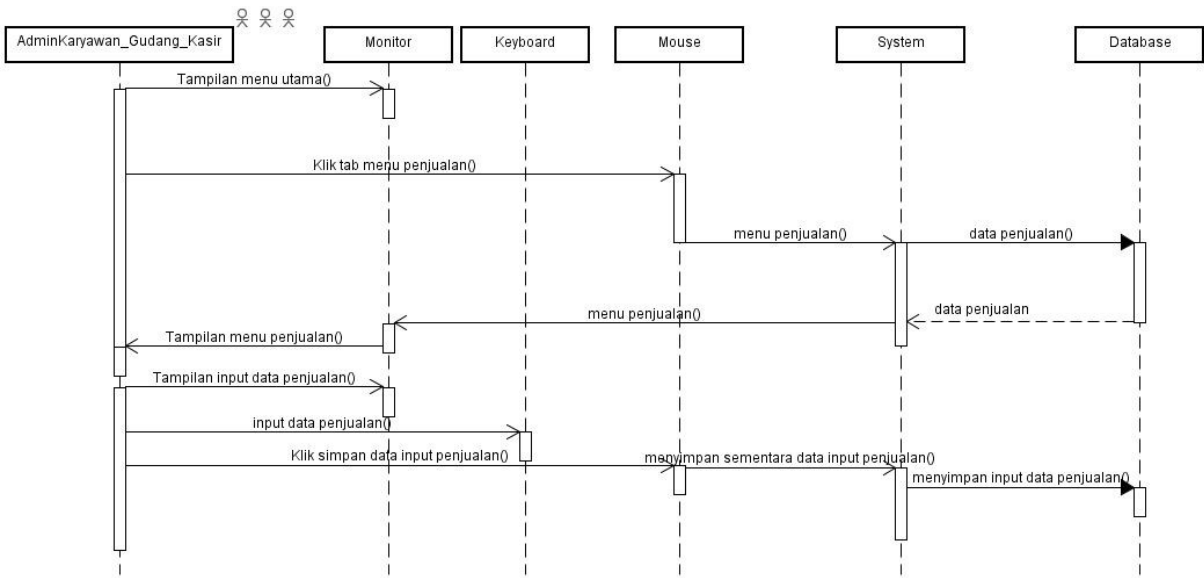 AdminKaryawan_Gudang_Kasir
Monitor
Keyboard
Mouse
System
Database
Tampilan menu utama()
Klik tab menu penjualan()
menu penjualan()
data penjualan()
data penjualan
menu penjualan()
Tampilan menu penjualan()
Tampilan input data penjualan()
input data penjualan()
Klik simpan data input penjualan()
menyimpan sementara data input penjualan()
menyimpan input data penjualan()